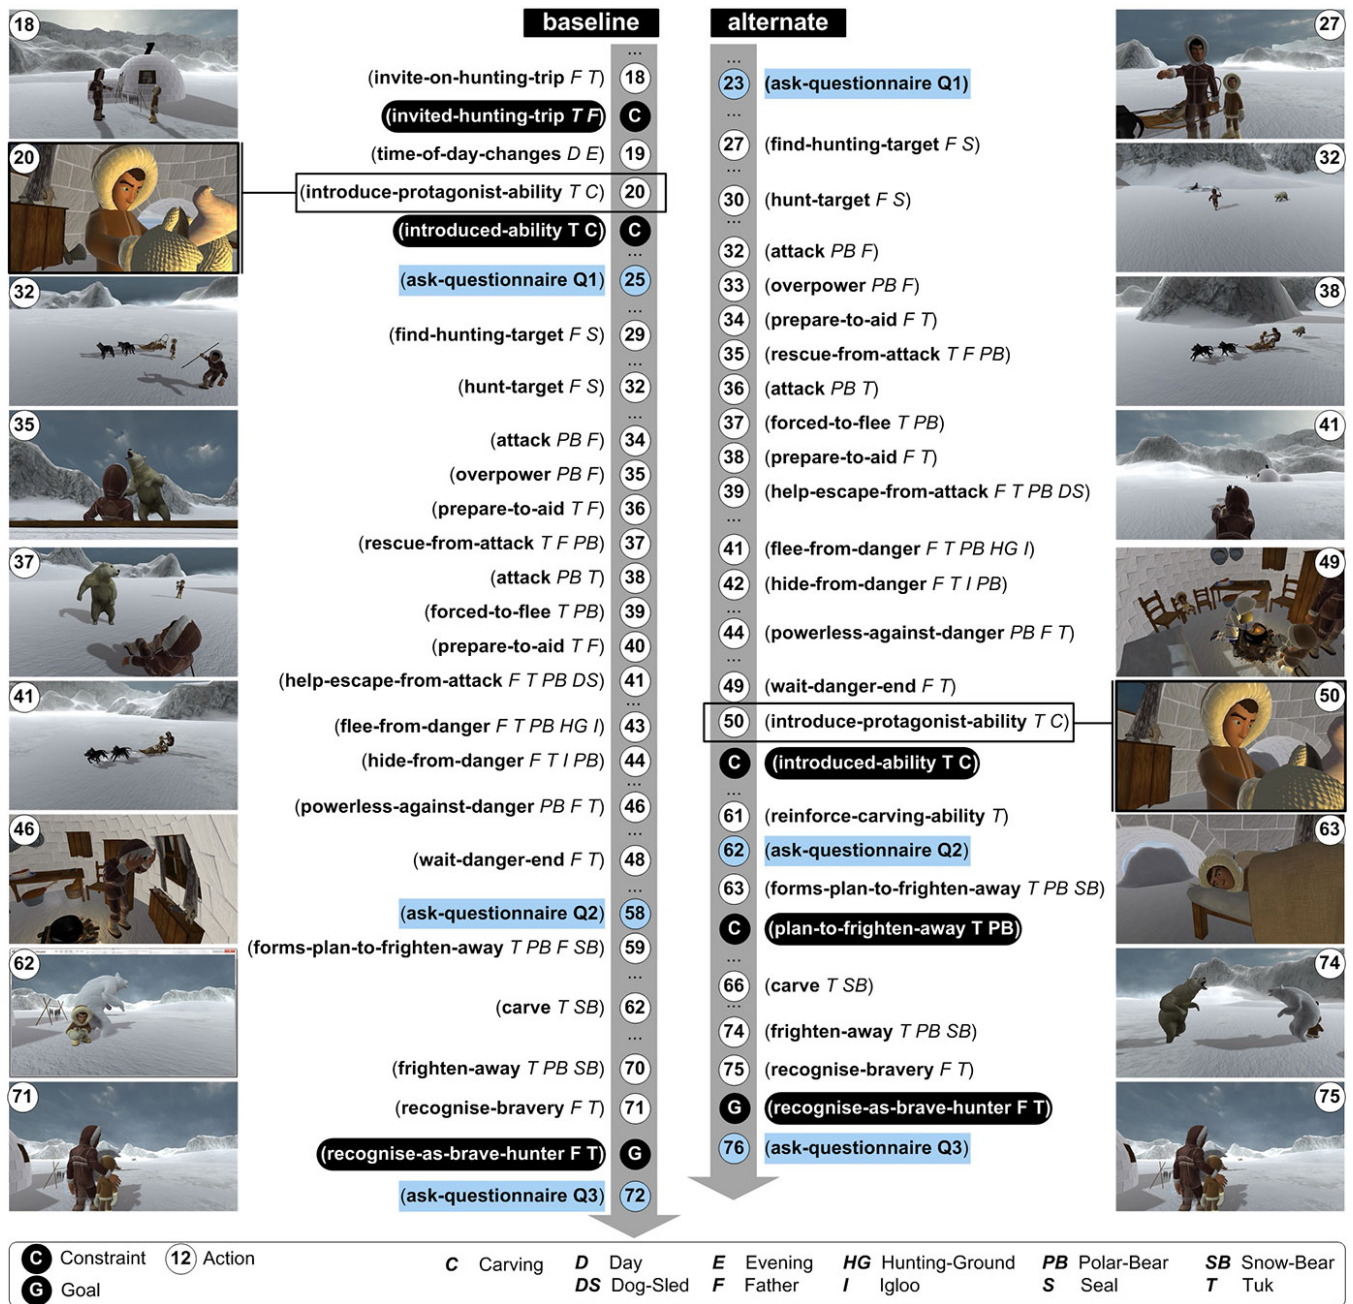 baseline
alternate
18
...
(invite-on-hunting-trip F T) 18
(invited-hunting-trip T F) C
(time-of-day-changes D E) 19
20
(introduce-protagonist-ability T C) 20
(introduced-ability T C) C
...
(ask-questionnaire Q1) 25
32
...
(find-hunting-target F S) 29
...
(hunt-target F S) 32
...
35
(attack PB F) 34
(overpower PB F) 35
(prepare-to-aid T F) 36
(rescue-from-attack T F PB) 37
37
(attack PB T) 38
(forced-to-flee T PB) 39
(prepare-to-aid T F) 40
41
(help-escape-from-attack F T PB DS) 41
...
(flee-from-danger F T PB HG I) 43
(hide-from-danger F T I PB) 44
...
(powerless-against-danger PB F T) 46
46
...
(wait-danger-end F T) 48
...
(ask-questionnaire Q2) 58
(forms-plan-to-frighten-away T PB F SB) 59
62
...
(carve T SB) 62
...
(frighten-away T PB SB) 70
71
(recognise-bravery F T) 71
(recognise-as-brave-hunter F T) G
(ask-questionnaire Q3) 72
...
23 (ask-questionnaire Q1)
27
...
27 (find-hunting-target F S)
32
...
30 (hunt-target F S)
...
32 (attack PB F)
33 (overpower PB F)
38
34 (prepare-to-aid F T)
35 (rescue-from-attack T F PB)
36 (attack PB T)
37 (forced-to-flee T PB)
41
38 (prepare-to-aid F T)
39 (help-escape-from-attack F T PB DS)
...
41 (flee-from-danger F T PB HG I)
49
42 (hide-from-danger F T I PB)
...
44 (powerless-against-danger PB F T)
...
49 (wait-danger-end F T)
50
50 (introduce-protagonist-ability T C)
C (introduced-ability T C)
...
61 (reinforce-carving-ability T)
63
62 (ask-questionnaire Q2)
63 (forms-plan-to-frighten-away T PB SB)
C (plan-to-frighten-away T PB)
74
...
66 (carve T SB)
...
74 (frighten-away T PB SB)
75 (recognise-bravery F T)
75
G (recognise-as-brave-hunter F T)
76 (ask-questionnaire Q3)
C Constraint 12 Action
G Goal
C Carving D Day E Evening HG Hunting-Ground PB Polar-Bear SB Snow-Bear
DS Dog-Sled F Father I Igloo S Seal T Tuk